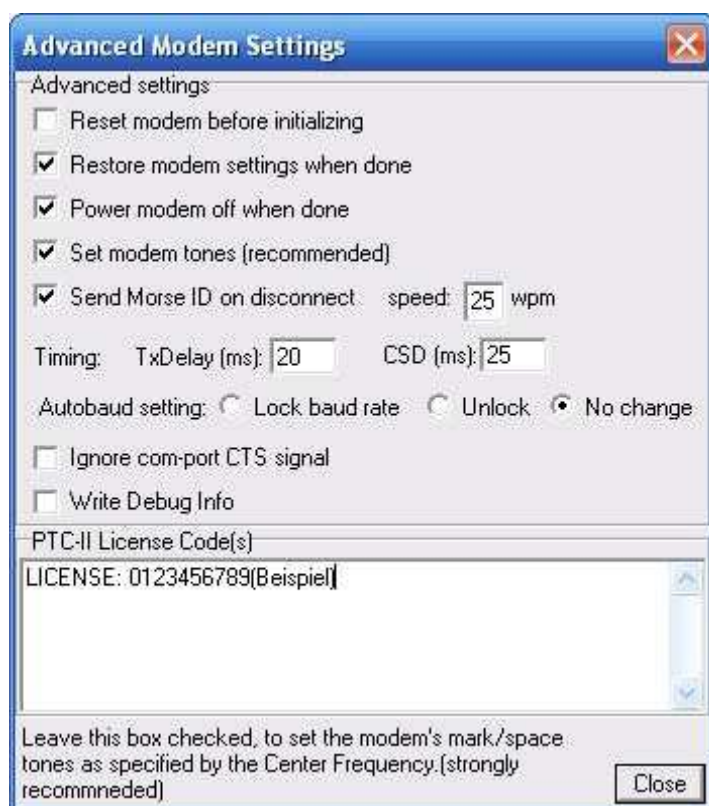 Advanced Modem Settings
Advanced settings
Reset modem before initializing
Restore modem settings when done
Power modem off when done
Set modem tones (recommended)
Send Morse ID on disconnect speed: 25 wpm
Timing: TxDelay (ms): 20 CSD (ms): 25
Autobaud setting: Lock baud rate Unlock No change
Ignore com-port CTS signal
Write Debug Info
PTC-II License Code(s)
LICENSE: 0123456789(Beispiel)
Leave this box checked, to set the modem's mark/space
tones as specified by the Center Frequency.(strongly
recommneded)
Close